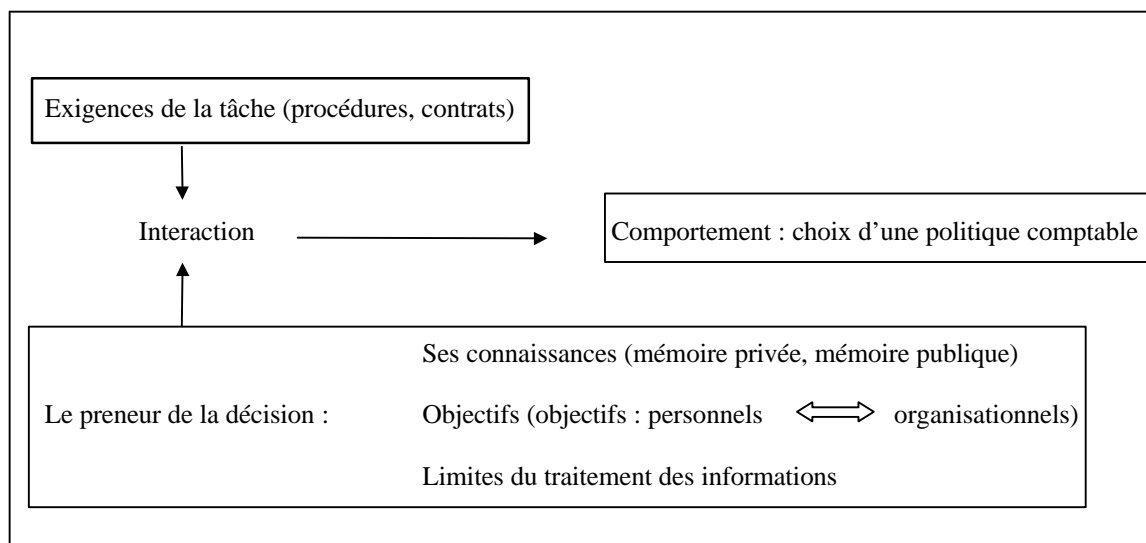 Exigences de la tâche (procédures, contrats)
Interaction
Comportement : choix d’une politique comptable
Ses connaissances (mémoire privée, mémoire publique)
Le preneur de la décision :
Objectifs (objectifs : personnels organisationnels)
Limites du traitement des informations